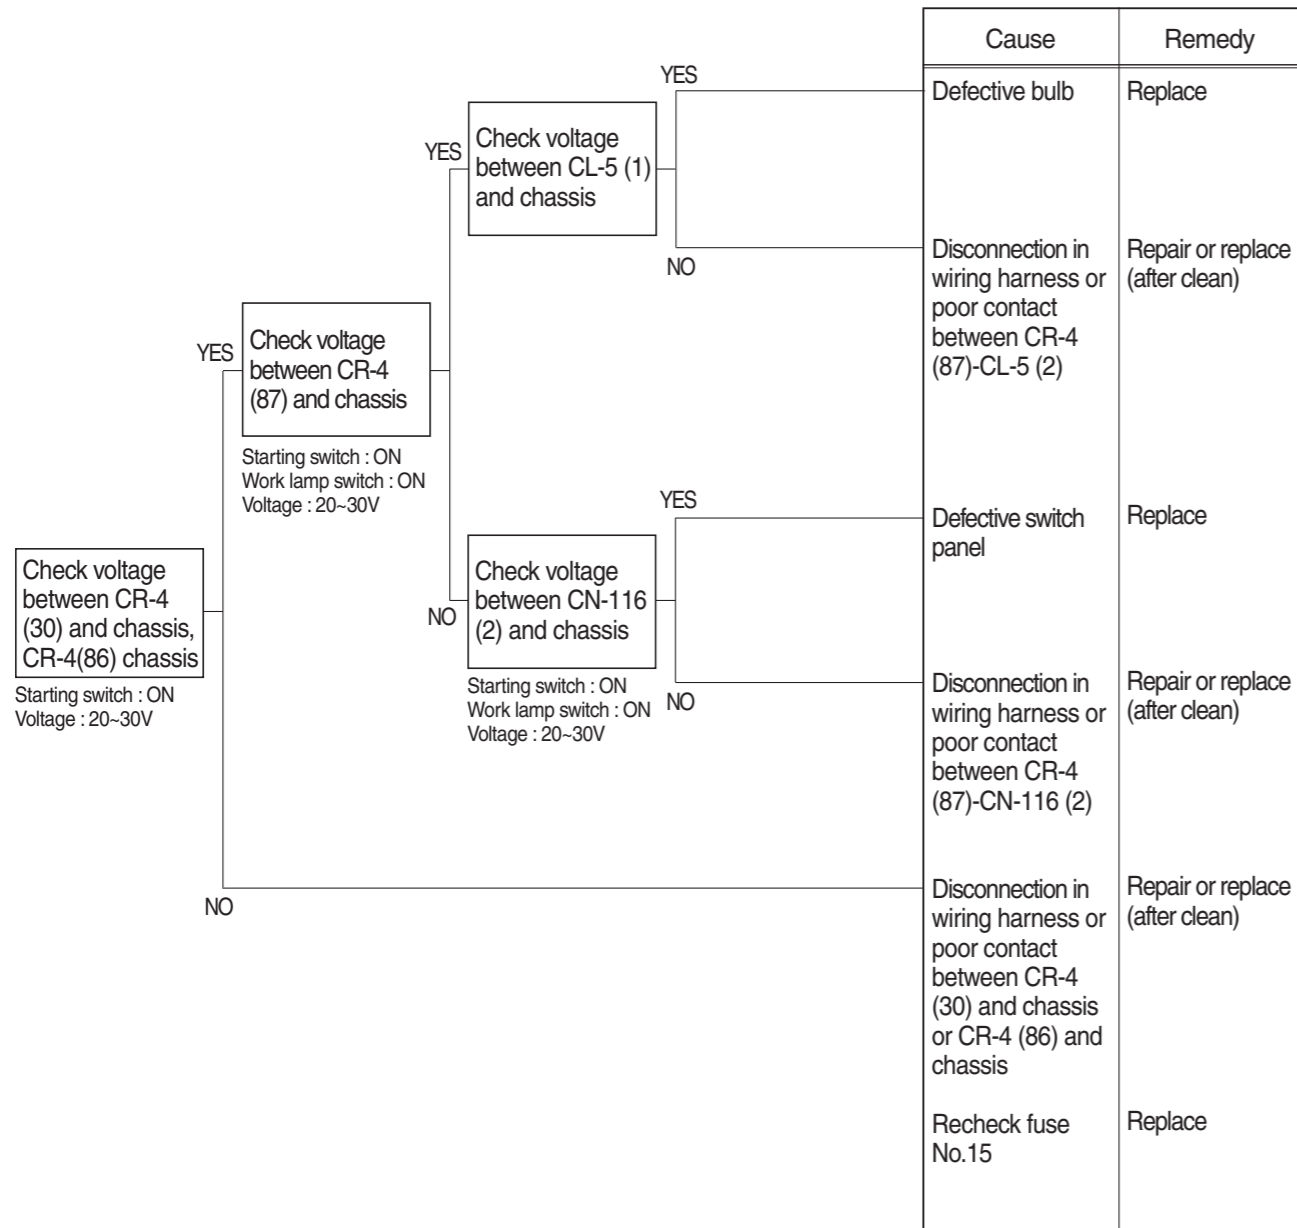 Cause
Remedy
YES
Defective bulb
Replace
Check voltage
between CL-5 (1)
and chassis
YES
NO
Disconnection in
wiring harness or
poor contact
between CR-4
(87)-CL-5 (2)
Repair or replace
(after clean)
YES
Check voltage
between CR-4
(87) and chassis
Starting switch : ON
Work lamp switch : ON
Voltage : 20~30V
YES
Defective switch
panel
Replace
Check voltage
between CR-4
(30) and chassis,
CR-4(86) chassis
Starting switch : ON
Voltage : 20~30V
NO
Check voltage
between CN-116
(2) and chassis
Starting switch : ON
Work lamp switch : ON
Voltage : 20~30V
NO
Disconnection in
wiring harness or
poor contact
between CR-4
(87)-CN-116 (2)
Repair or replace
(after clean)
NO
Disconnection in
wiring harness or
poor contact
between CR-4
(30) and chassis
or CR-4 (86) and
chassis
Repair or replace
(after clean)
Recheck fuse
No.15
Replace